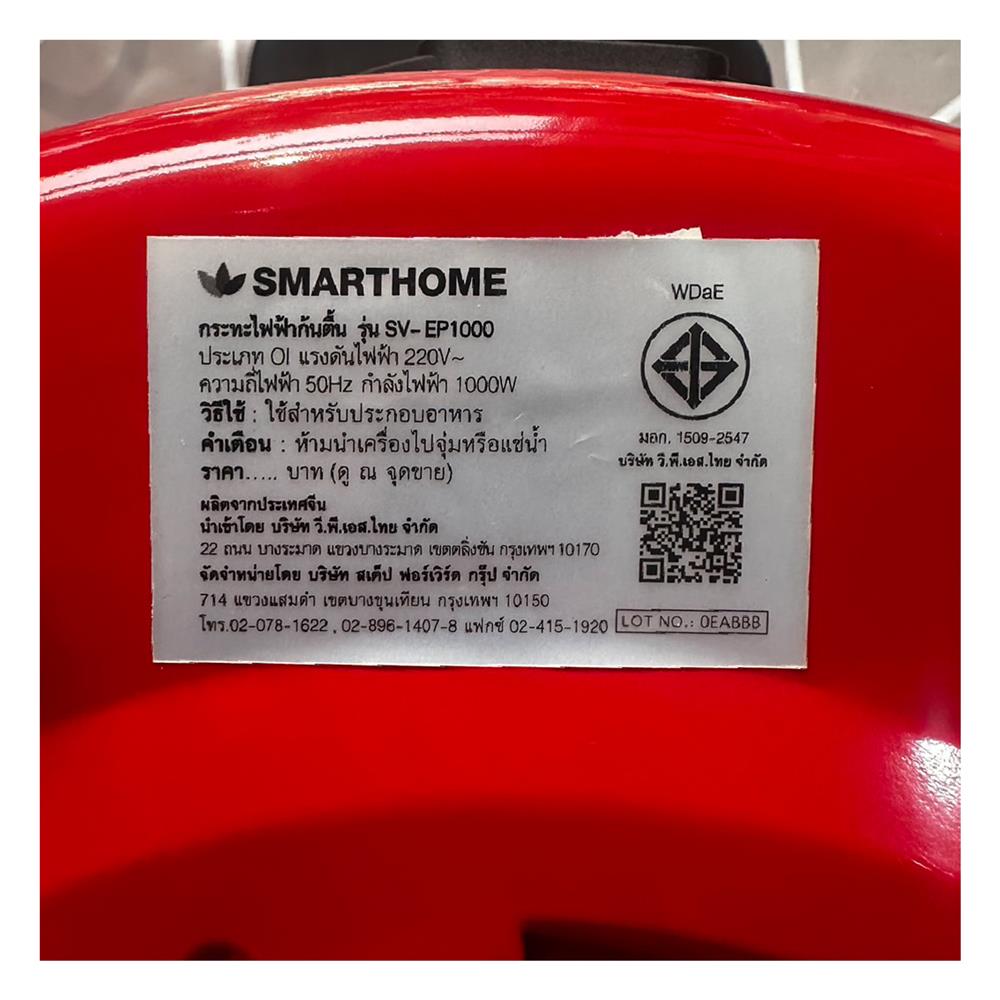 SMARTHOME
กระทะไฟฟ้าก้นตื้น รุ่น SV-EP1000
ประเภท OI แรงดันไฟฟ้า 220V~
ความถี่ไฟฟ้า 50Hz กำลังไฟฟ้า 1000W
วิธีใช้ : ใช้สำหรับประกอบอาหาร
คำเตือน : ห้ามนำเครื่องไปจุ่มหรือแช่น้ำ
ราคา..... บาท (ดู ณ จุดขาย)
ผลิตจากประเทศจีน
นำเข้าโดย บริษัท วี.พี.เอส.ไทย จำกัด
22 ถนน บางระมาด แขวงบางระมาด เขตตลิ่งชัน กรุงเทพฯ 10170
จัดจำหน่ายโดย บริษัท สเต็ป ฟอร์เวิร์ด กรุ๊ป จำกัด
714 แขวงแสมดำ เขตบางขุนเทียน กรุงเทพฯ 10150
โทร.02-078-1622 , 02-896-1407-8 แฟกซ์ 02-415-1920
WDaE
มอก. 1509-2547
บริษัท วี.พี.เอส.ไทย จำกัด
LOT NO.: 0EABBB